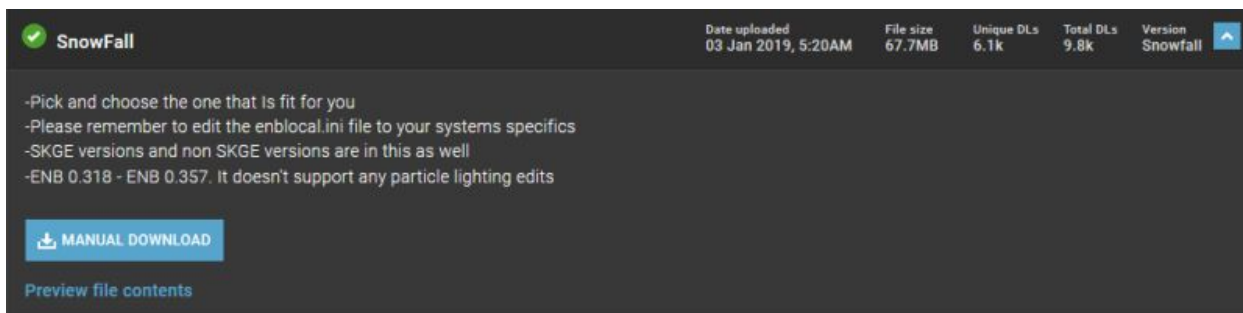 SnowFall
Date uploaded
03 Jan 2019, 5:20AM
File size
67.7MB
Unique DLs
6.1k
Total DLs
9.8k
Version
Snowfall
-Pick and choose the one that Is fit for you
-Please remember to edit the enblocal.ini file to your systems specifics
-SKGE versions and non SKGE versions are in this as well
-ENB 0.318 - ENB 0.357. It doesn't support any particle lighting edits
MANUAL DOWNLOAD
Preview file contents